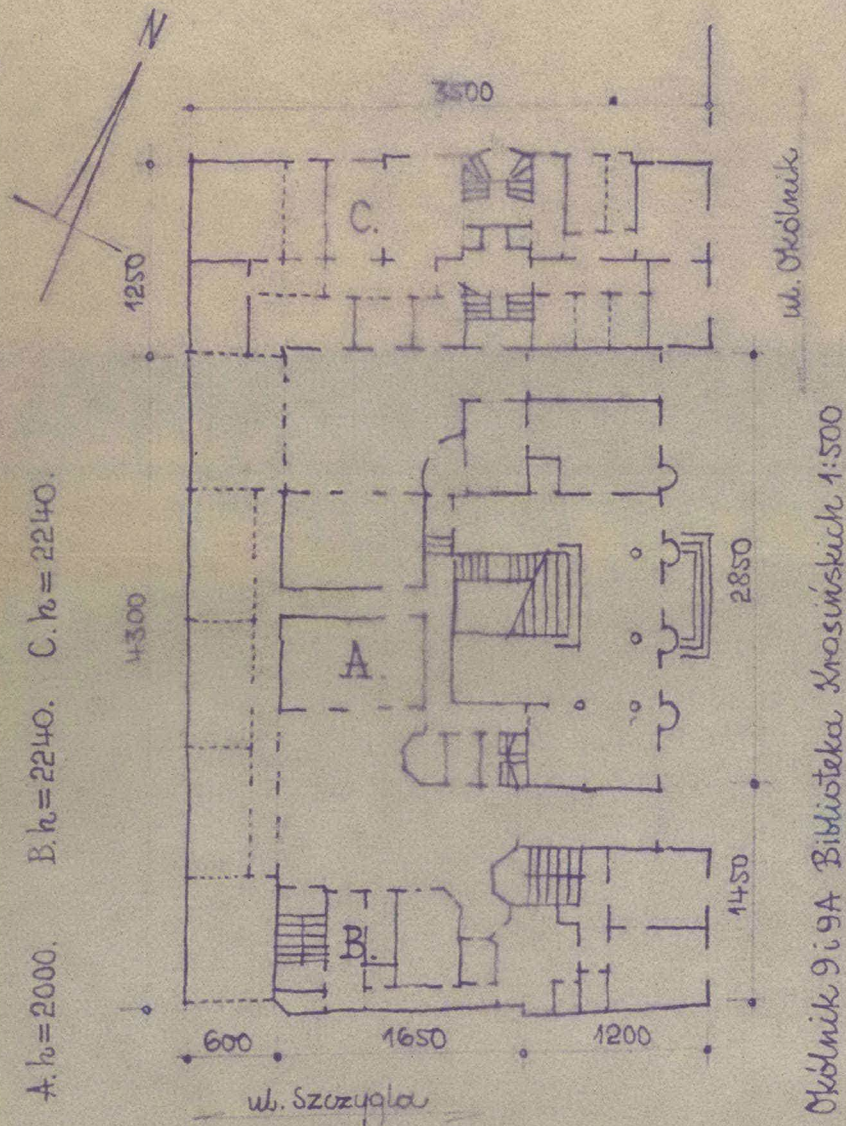 N
3500
C.
1250
ul. Okólnik
4300
2850
A.
1450
B.
600
1650
1200
ul. Szczygla
A. h=2000. B. h=2240. C. h=2240.
Okólnik 9 i 9A Biblioteka Krasińskich 1:500